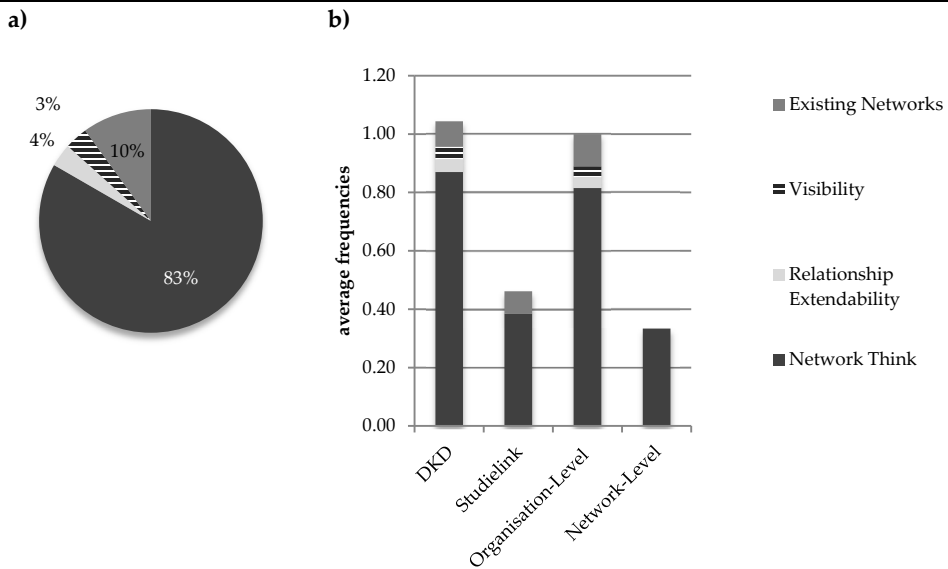 a)
3%
4%
10%
83%
b)
average frequencies
1.20
1.00
0.80
0.60
0.40
0.20
0.00
DKD
Studielink
Organisation-Level
Network-Level
Existing Networks
Visibility
Relationship
Extendability
Network Think